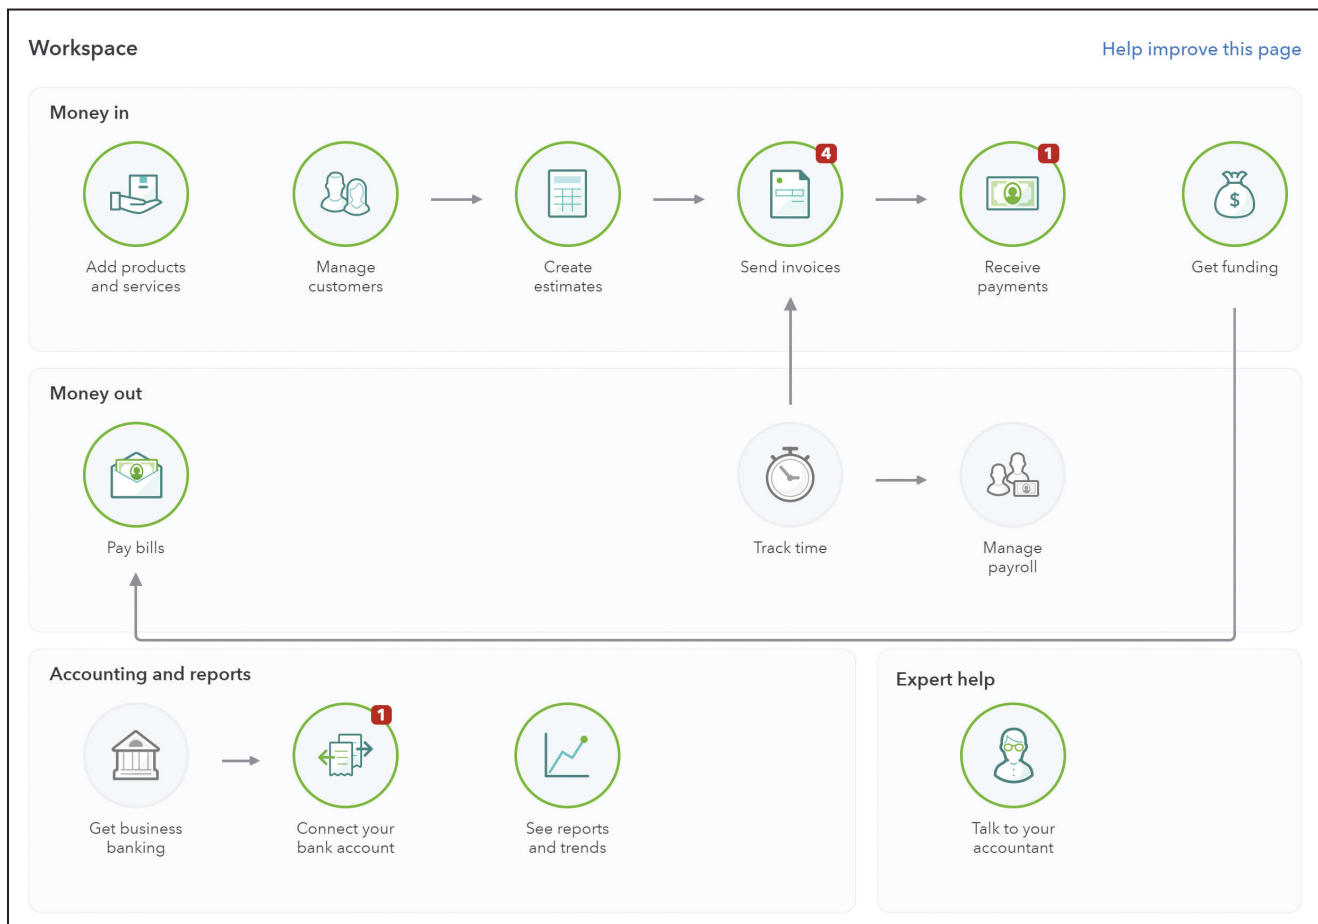 Workspace
Help improve this page
Money in
4
1
Add products
and services
Manage
customers
Create
estimates
Send invoices
Receive
payments
$
Get funding
Money out
Pay bills
Track time
Manage
payroll
Accounting and reports
1
Get business
banking
Connect your
bank account
See reports
and trends
Expert help
Talk to your
accountant